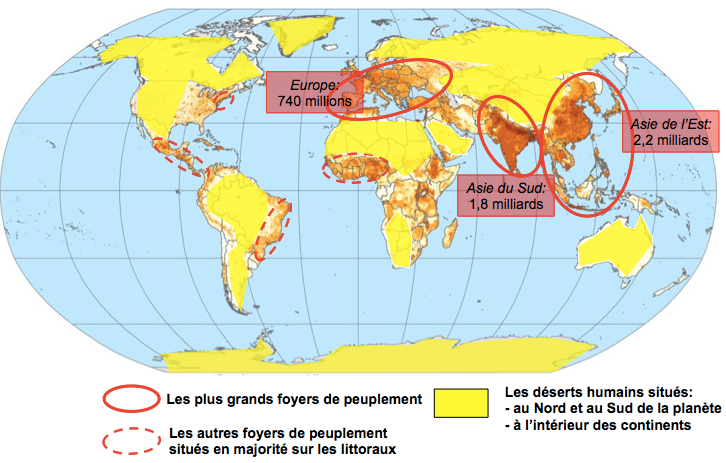 Europe:
740 millions
Asie de l'Est:
2,2 milliards
Asie du Sud:
1,8 milliards
Les plus grands foyers de peuplement
Les autres foyers de peuplement
situés en majorité sur les littoraux
Les déserts humains situés:
- au Nord et au Sud de la planète
- à l'intérieur des continents